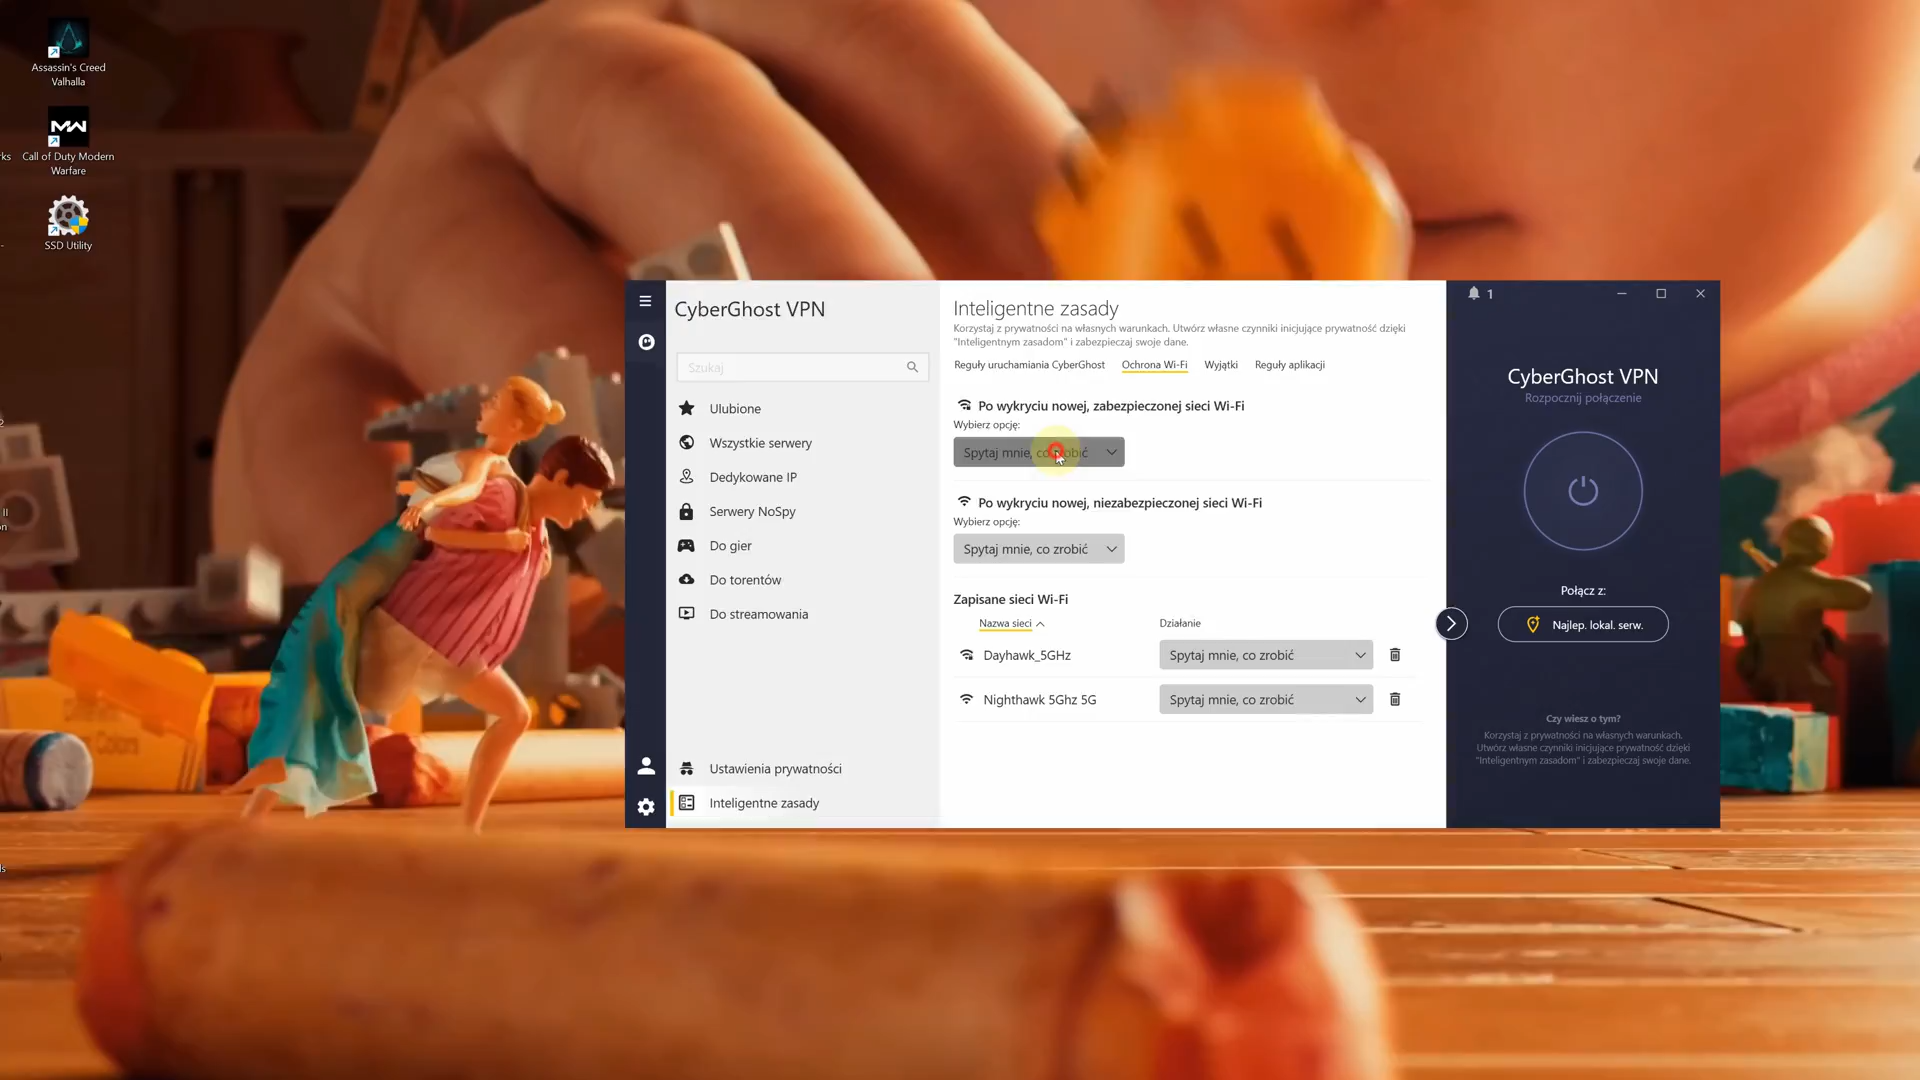 Assassin's Creed
Valhalla
Call of Duty Modern
Warfare
SSD Utility
CyberGhost VPN
Szukaj
Ulubione
Wszystkie serwery
Dedykowane IP
Serwery NoSpy
Do gier
Do torentów
Do streamowania
Ustawienia prywatności
Inteligentne zasady
Inteligentne zasady
Korzystaj z prywatności na własnych warunkach. Utwórz własne czynniki inicjujące prywatność dzięki
"Inteligentnym zasadom" i zabezpieczaj swoje dane.
Reguły uruchamiania CyberGhost Ochrona Wi-Fi Wyjątki Reguły aplikacji
Po wykryciu nowej, zabezpieczonej sieci Wi-Fi
Wybierz opcję:
Spytaj mnie, co zrobić
Po wykryciu nowej, niezabezpieczonej sieci Wi-Fi
Wybierz opcję:
Spytaj mnie, co zrobić
Zapisane sieci Wi-Fi
Nazwa sieci Działanie
Dayhawk_5GHz Spytaj mnie, co zrobić
Nighthawk 5Ghz 5G Spytaj mnie, co zrobić
1
CyberGhost VPN
Rozpocznij połączenie
Połącz z:
Najlep. lokal. serw.
Czy wiesz o tym?
Korzystaj z prywatności na własnych warunkach.
Utwórz własne czynniki inicjujące prywatność dzięki
"Inteligentnym zasadom" i zabezpieczaj swoje dane.